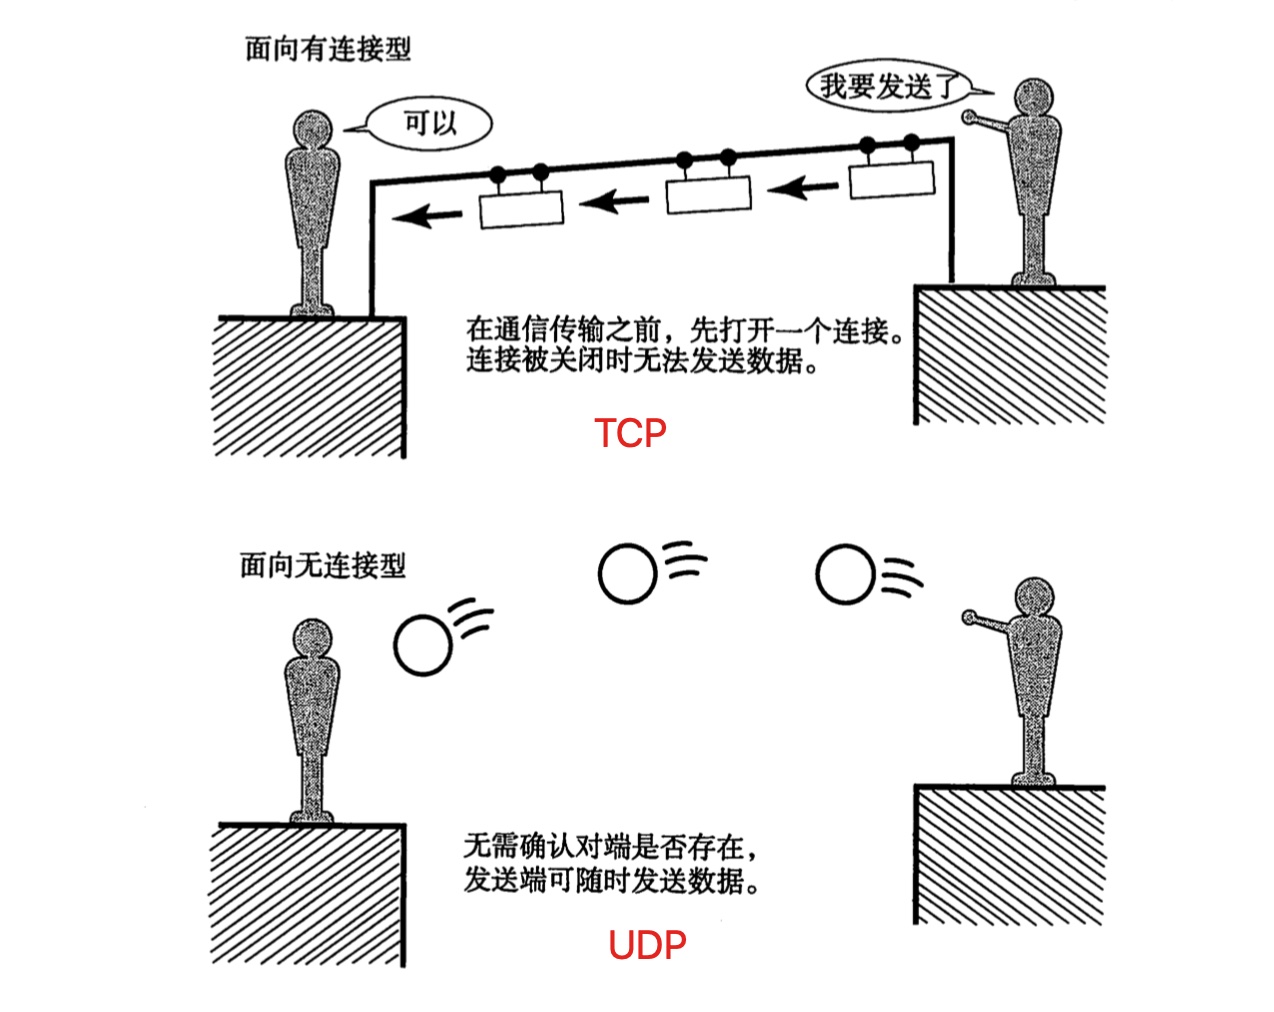 面向有连接型
我要发送了
可以
在通信传输之前，先打开一个连接。
连接被关闭时无法发送数据。
TCP
面向无连接型
无需确认对端是否存在，
发送端可随时发送数据。
UDP